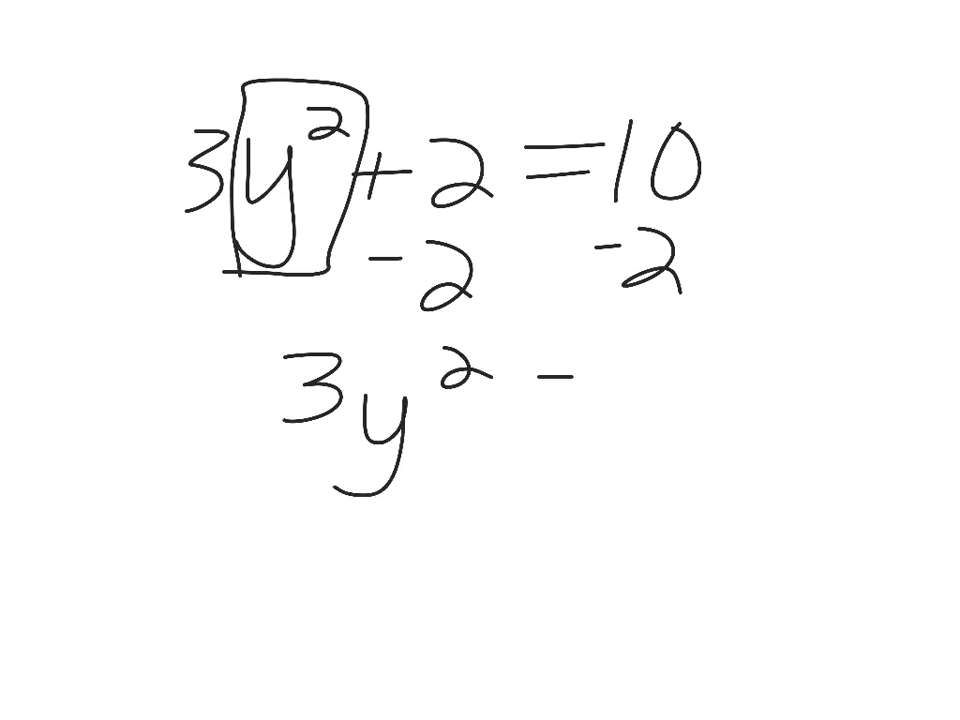 3y² + 2 = 10
- 2 - 2
3y² -